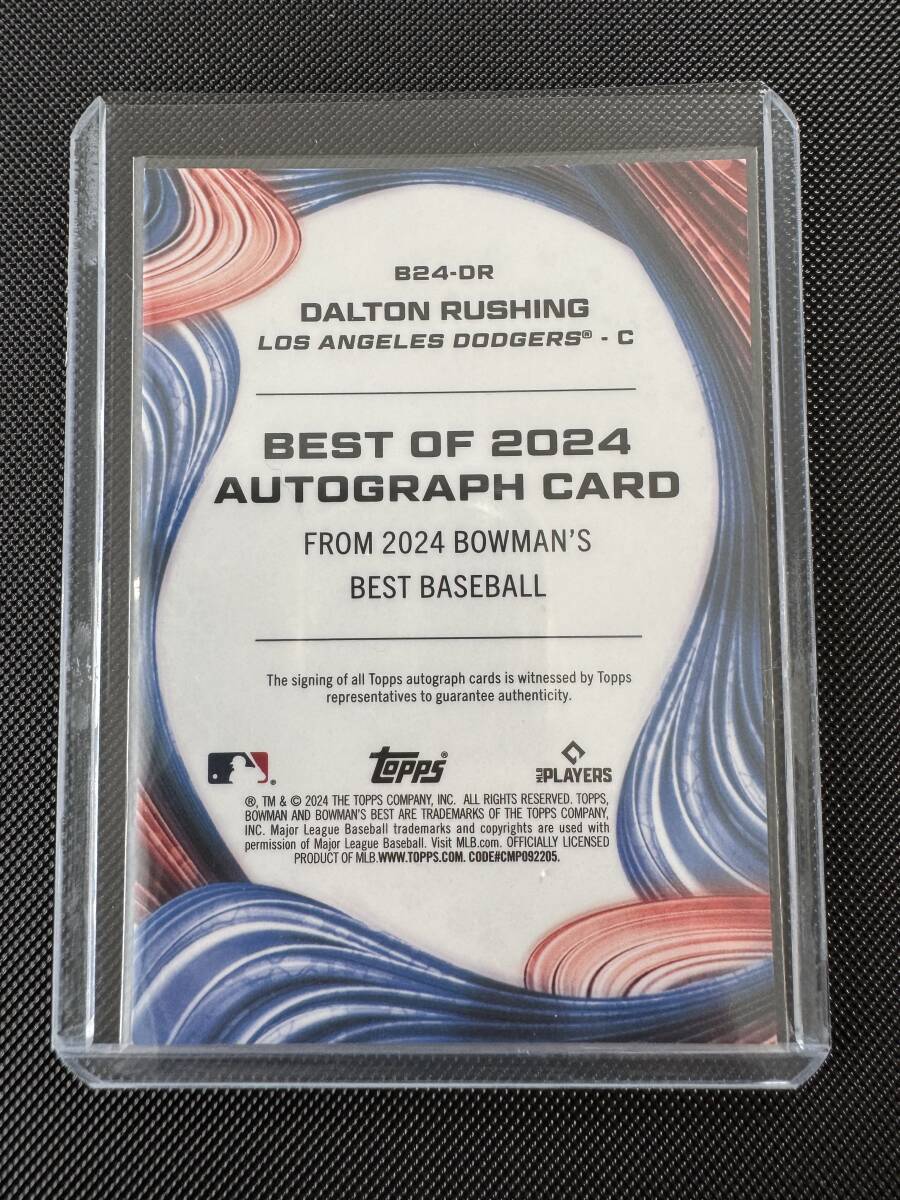 B24-DR
DALTON RUSHING
LOS ANGELES DODGERS® - C
BEST OF 2024
AUTOGRAPH CARD
FROM 2024 BOWMAN'S
BEST BASEBALL
The signing of all Topps autograph cards is witnessed by Topps
representatives to guarantee authenticity.
topps®
MLB PLAYERS
®, TM & © 2024 THE TOPPS COMPANY, INC. ALL RIGHTS RESERVED. TOPPS,
BOWMAN AND BOWMAN'S BEST ARE TRADEMARKS OF THE TOPPS COMPANY,
INC. Major League Baseball trademarks and copyrights are used with
permission of Major League Baseball. Visit MLB.com. OFFICIALLY LICENSED
PRODUCT OF MLB.WWW.TOPPS.COM. CODE#CMP092205.